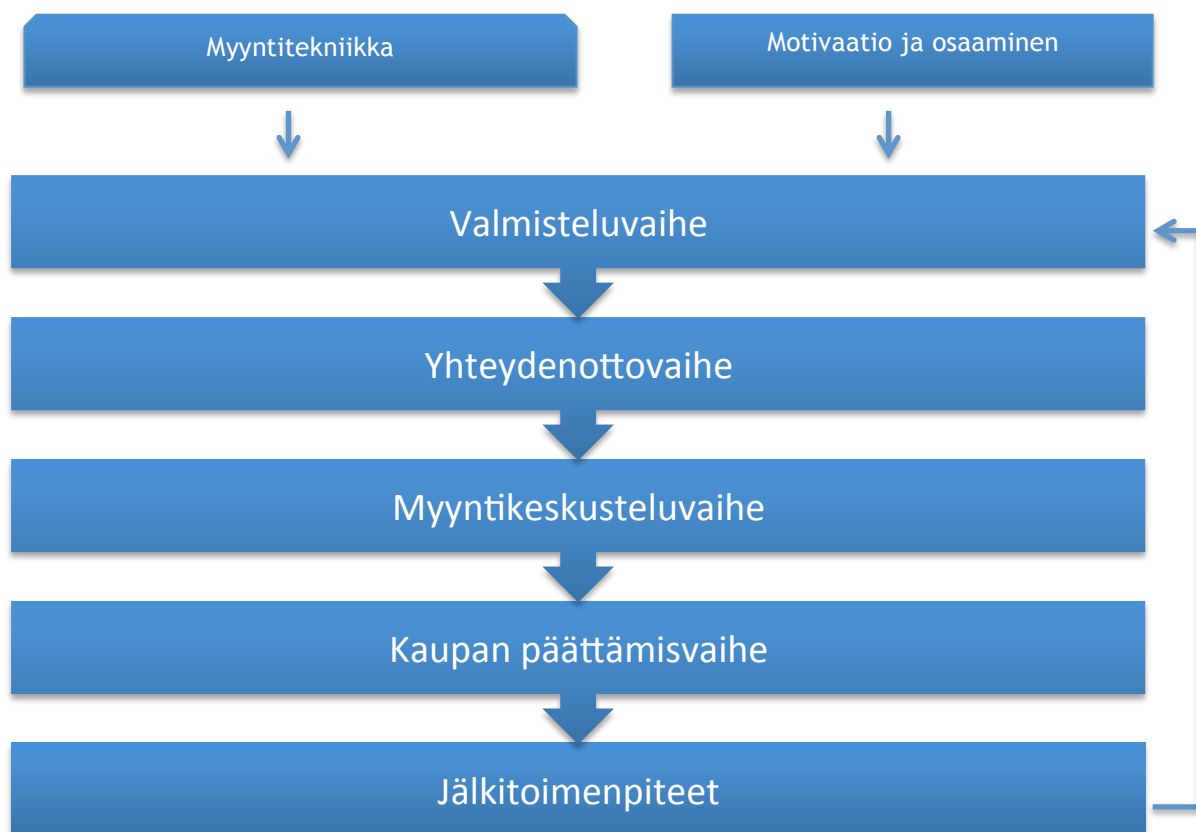 Myyntitekniikka
Motivaatio ja osaaminen
Valmisteluvaihe
Yhteydenottovaihe
Myyntikeskusteluvaihe
Kaupan päättämisvaihe
Jälkitoimenpiteet